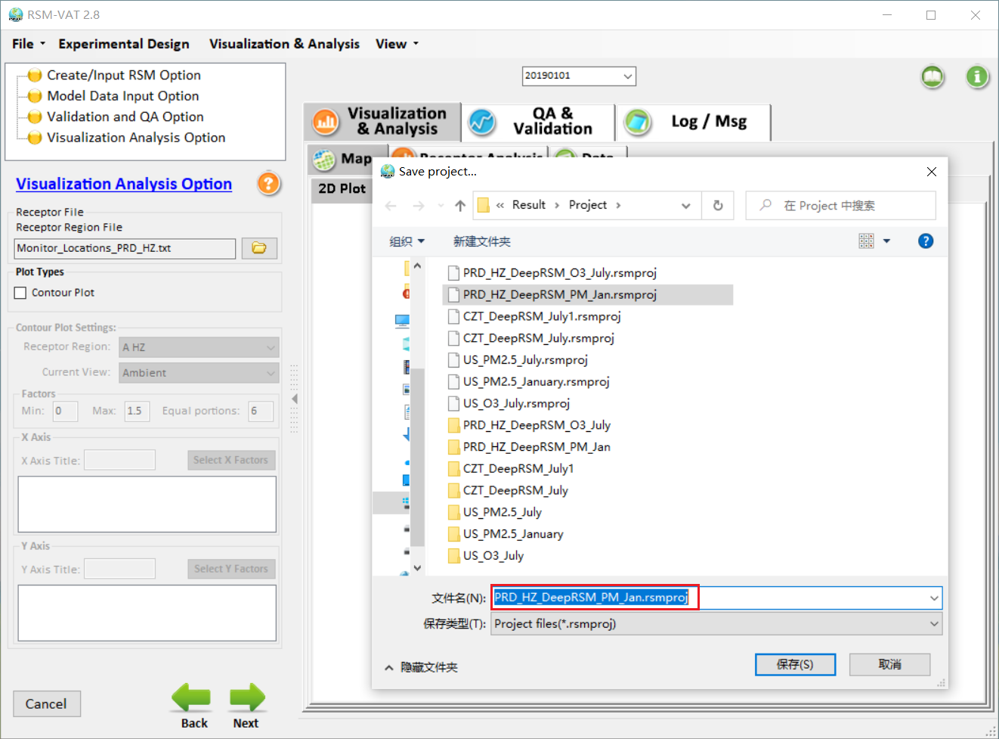 RSM-VAT 2.8
File Experimental Design Visualization & Analysis View
Create/Input RSM Option
Model Data Input Option
Validation and QA Option
Visualization Analysis Option
20190101
Visualization
& Analysis
QA &
Validation
Log / Msg
Map Receptor Analysis Data
2D Plot
Visualization Analysis Option
Receptor File
Receptor Region File
Monitor_Locations_PRD_HZ.txt
Plot Types
Contour Plot
Contour Plot Settings:
Receptor Region: A HZ
Current View: Ambient
Factors
Min: 0 Max: 1.5 Equal portions: 6
X Axis
X Axis Title: Select X Factors
Y Axis
Y Axis Title: Select Y Factors
Cancel
Back
Next
Save project...
« Result › Project ›
在 Project 中搜索
组织 新建文件夹
PRD_HZ_DeepRSM_O3_July.rsmproj
PRD_HZ_DeepRSM_PM_Jan.rsmproj
CZT_DeepRSM_July1.rsmproj
CZT_DeepRSM_July.rsmproj
US_PM2.5_July.rsmproj
US_PM2.5_January.rsmproj
US_O3_July.rsmproj
PRD_HZ_DeepRSM_O3_July
PRD_HZ_DeepRSM_PM_Jan
CZT_DeepRSM_July1
CZT_DeepRSM_July
US_PM2.5_July
US_PM2.5_January
US_O3_July
文件名(N): PRD_HZ_DeepRSM_PM_Jan.rsmproj
保存类型(T): Project files(*.rsmproj)
隐藏文件夹
保存(S)
取消